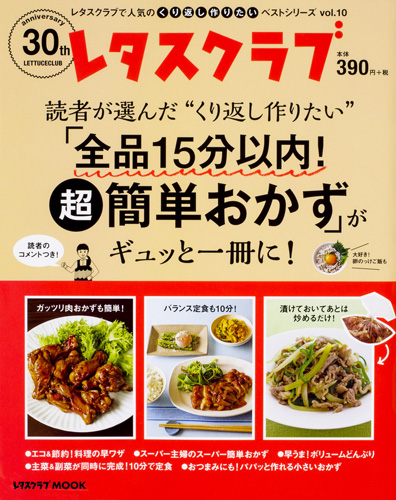 レタスクラブで人気のくり返し作りたいベストシリーズ vol.10
anniversary
30th
LETTUCECLUB
レタスクラブ
本体
390円+税
読者が選んだ“くり返し作りたい”
「全品15分以内!
超簡単おかず」が
ギュッと一冊に!
読者の
コメントつき!
大好き!
卵のっけご飯も
ガッツリ肉おかずも簡単!
バランス定食も10分!
漬けておいてあとは
炒めるだけ!
●エコ&節約!料理の早ワザ ●スーパー主婦のスーパー簡単おかず ●早うま!ボリュームどんぶり
●主菜&副菜が同時に完成!10分で定食 ●おつまみにも!パパッと作れる小さいおかず
レタスクラブMOOK